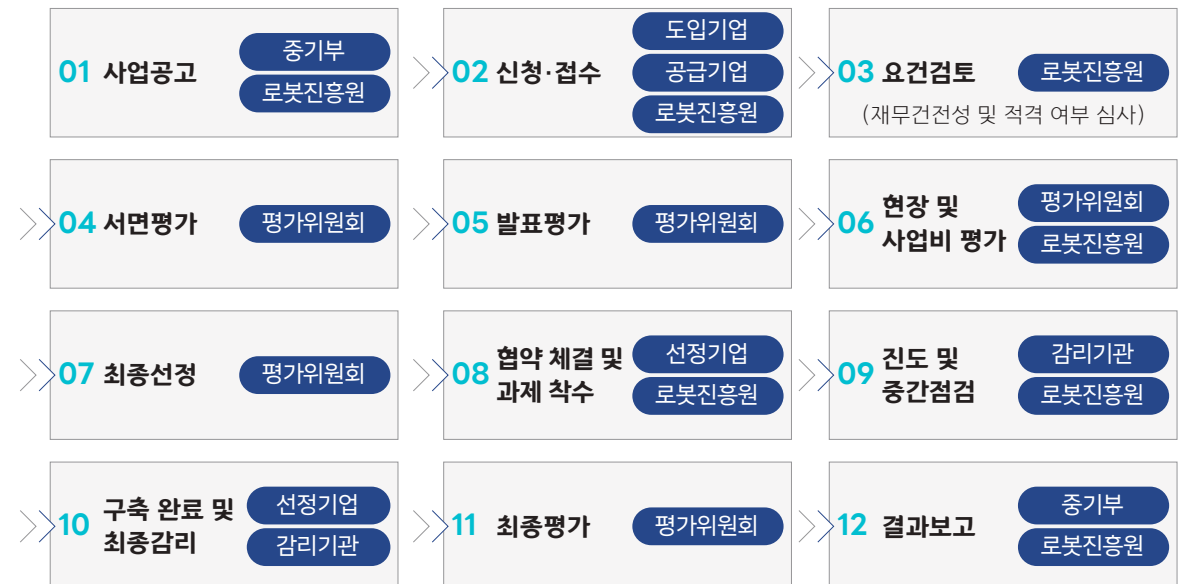 01 사업공고
중기부
로봇진흥원
02 신청·접수
도입기업
공급기업
로봇진흥원
03 요건검토
로봇진흥원
(재무건전성 및 적격 여부 심사)
04 서면평가
평가위원회
05 발표평가
평가위원회
06 현장 및
사업비 평가
평가위원회
로봇진흥원
07 최종선정
평가위원회
08 협약 체결 및
과제 착수
선정기업
로봇진흥원
09 진도 및
중간점검
감리기관
로봇진흥원
10 구축 완료 및
최종감리
선정기업
감리기관
11 최종평가
평가위원회
12 결과보고
중기부
로봇진흥원